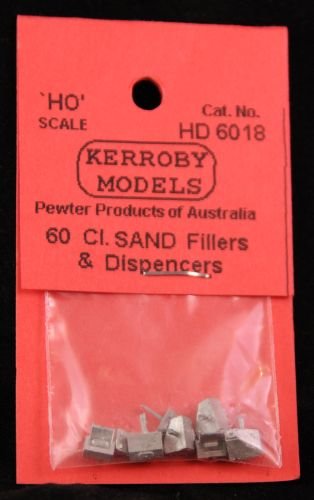 'HO'
SCALE
Cat. No.
HD 6018
KERROBY
MODELS
Pewter Products of Australia
60 Cl. SAND Fillers
& Dispencers